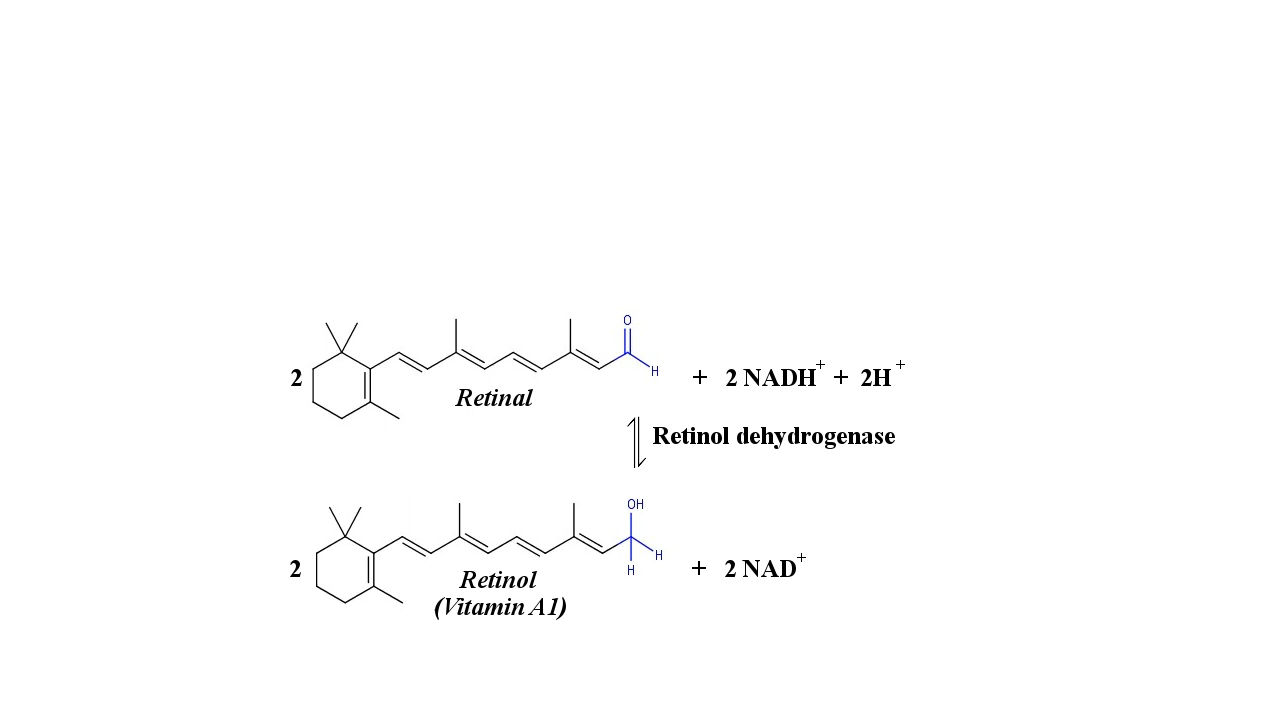 O
H
2 Retinal + 2 NADH+ + 2H+
Retinol dehydrogenase
OH
H
H
2 Retinol + 2 NAD+
(Vitamin A1)